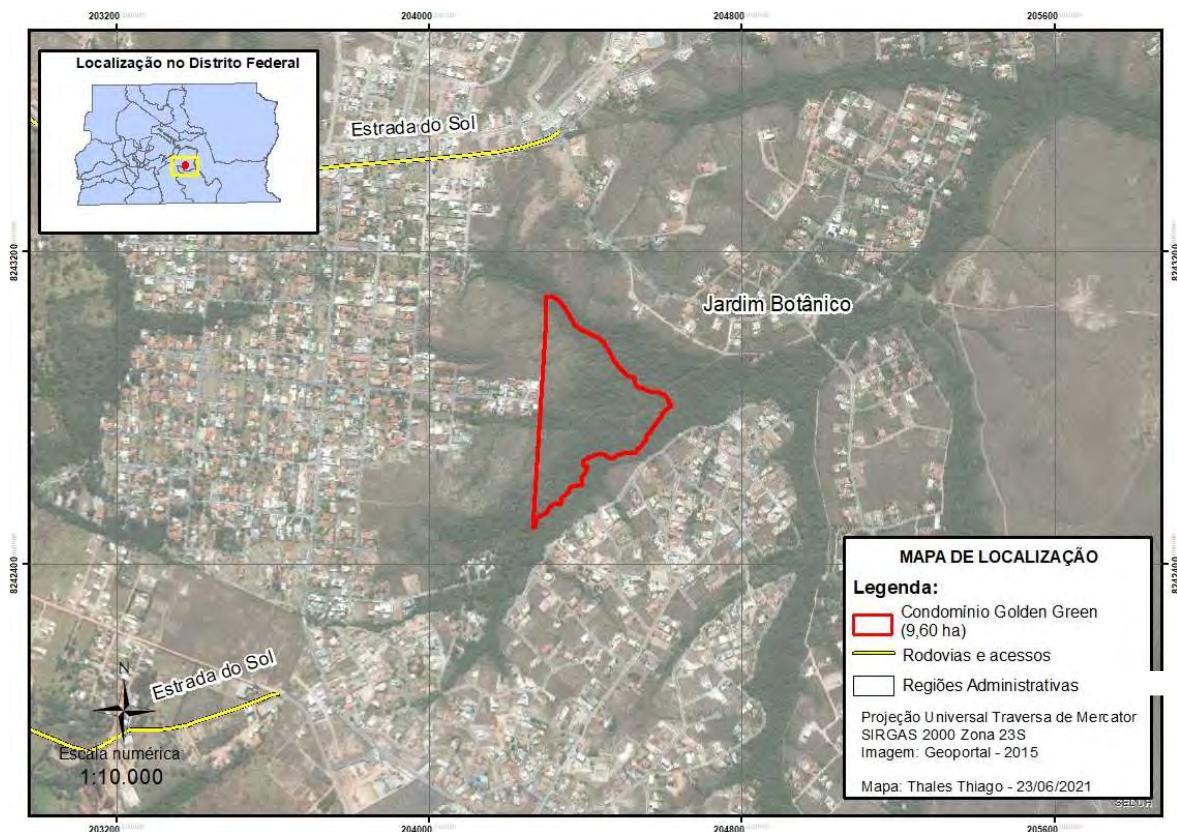 203200
204000
204800
205600
Localização no Distrito Federal
Estrada do Sol
8243200
8243200
Jardim Botânico
8242400
8242400
MAPA DE LOCALIZAÇÃO
Legenda:
Condomínio Golden Green
(9,60 ha)
Rodovias e acessos
Regiões Administrativas
Projeção Universal Traversa de Mercator
SIRGAS 2000 Zona 23S
Imagem: Geoportal - 2015
Mapa: Thales Thiago - 23/06/2021
N
Estrada do Sol
Escala numérica:
1:10.000
203200
204000
204800
205600